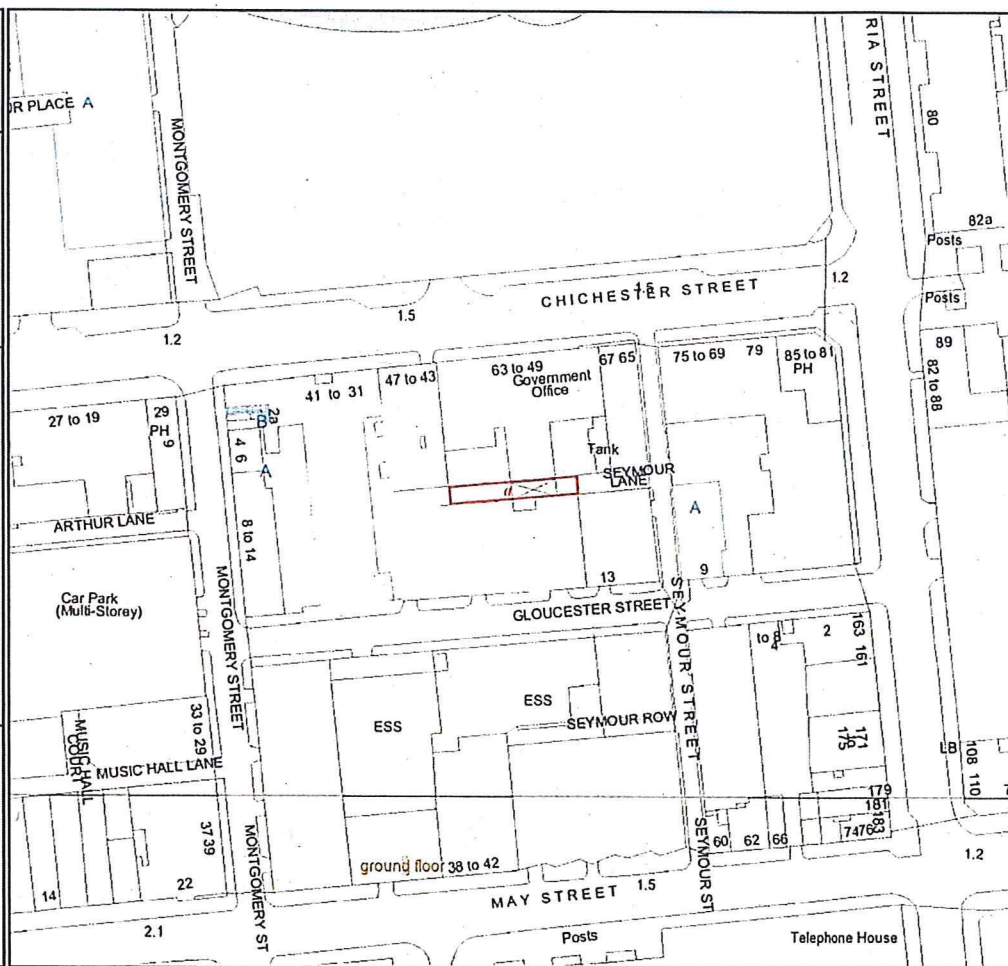 RIA STREET
OR PLACE A
MONTGOMERY STREET
80
82a
Posts
Posts
CHICHESTER STREET
1.5
1.5
1.2
1.2
89
82 to 88
27 to 19
29
PH
9
41 to 31
2a
B
4
6
A
8 to 14
47 to 43
63 to 49
Government
Office
67 65
75 to 69
79
85 to 81
PH
Tank
SEYMOUR
LANE
A
ARTHUR LANE
Car Park
(Multi-Storey)
MONTGOMERY STREET
13
9
GLOUCESTER STREET
SEYMOUR STREET
to 8
4
2
163
161
ESS
ESS
SEYMOUR ROW
171
175
33 to 29
MUSIC HALL
COURT
MUSIC HALL LANE
LB
108
110
179
181
183
3739
MONTGOMERY ST
ground floor 38 to 42
SEYMOUR ST
60
62
66
7476
14
22
MAY STREET
1.5
1.2
2.1
Posts
Telephone House